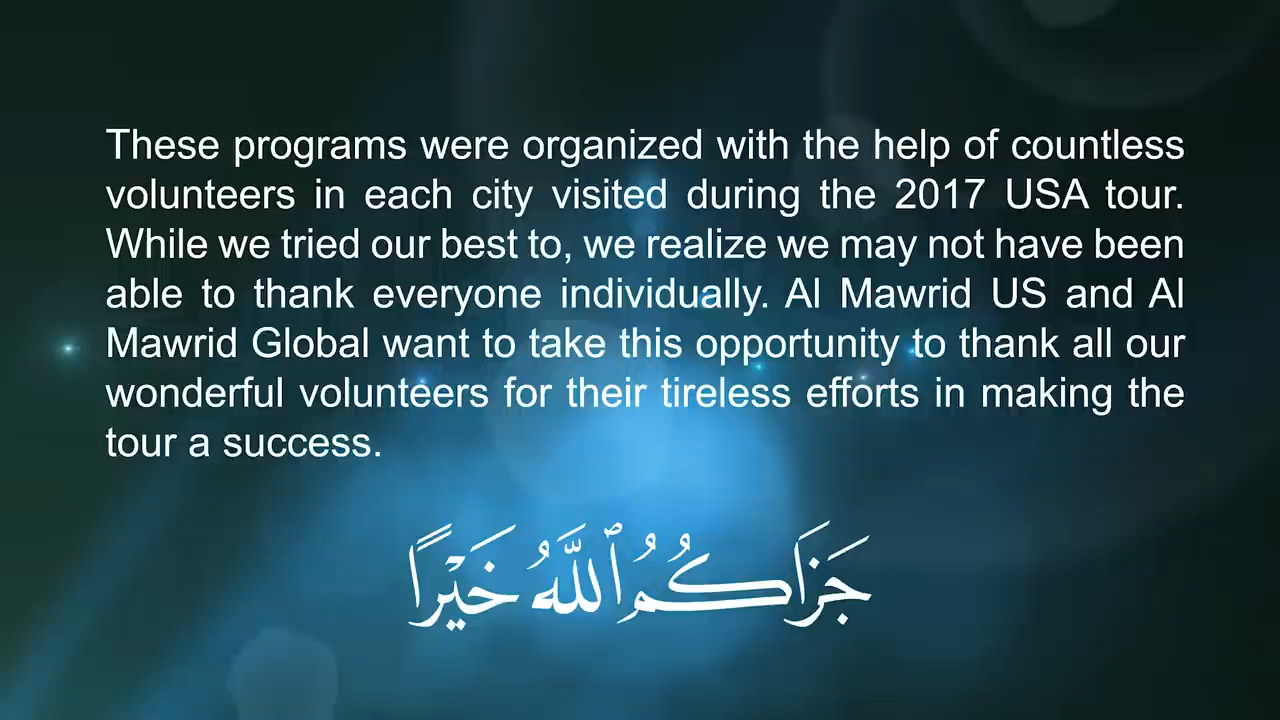 These programs were organized with the help of countless
volunteers in each city visited during the 2017 USA tour.
While we tried our best to, we realize we may not have been
able to thank everyone individually. Al Mawrid US and Al
Mawrid Global want to take this opportunity to thank all our
wonderful volunteers for their tireless efforts in making the
tour a success.
جَزَاكُمُ ٱللَّهُ خَيْرًا